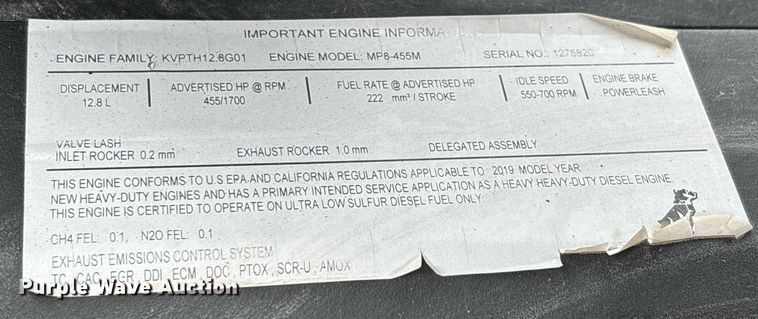 IMPORTANT ENGINE INFORMA
ENGINE FAMILY: KVPTH12.8G01 ENGINE MODEL: MP8-455M SERIAL NO.: 1275820
DISPLACEMENT ADVERTISED HP @ RPM FUEL RATE @ ADVERTISED HP IDLE SPEED ENGINE BRAKE
12.8 L 455/1700 222 mm³ / STROKE 550-700 RPM POWERLEASH
VALVE LASH
INLET ROCKER 0.2 mm EXHAUST ROCKER 1.0 mm DELEGATED ASSEMBLY
THIS ENGINE CONFORMS TO U.S EPA AND CALIFORNIA REGULATIONS APPLICABLE TO 2019 MODEL YEAR
NEW HEAVY-DUTY ENGINES AND HAS A PRIMARY INTENDED SERVICE APPLICATION AS A HEAVY HEAVY-DUTY DIESEL ENGINE.
THIS ENGINE IS CERTIFIED TO OPERATE ON ULTRA LOW SULFUR DIESEL FUEL ONLY.
CH4 FEL: 0.1, N2O FEL: 0.1
EXHAUST EMISSIONS CONTROL SYSTEM
TC, CAC, EGR, DDI, ECM, DOC, PTOX, SCR-U, AMOX
Purple Wave Auction